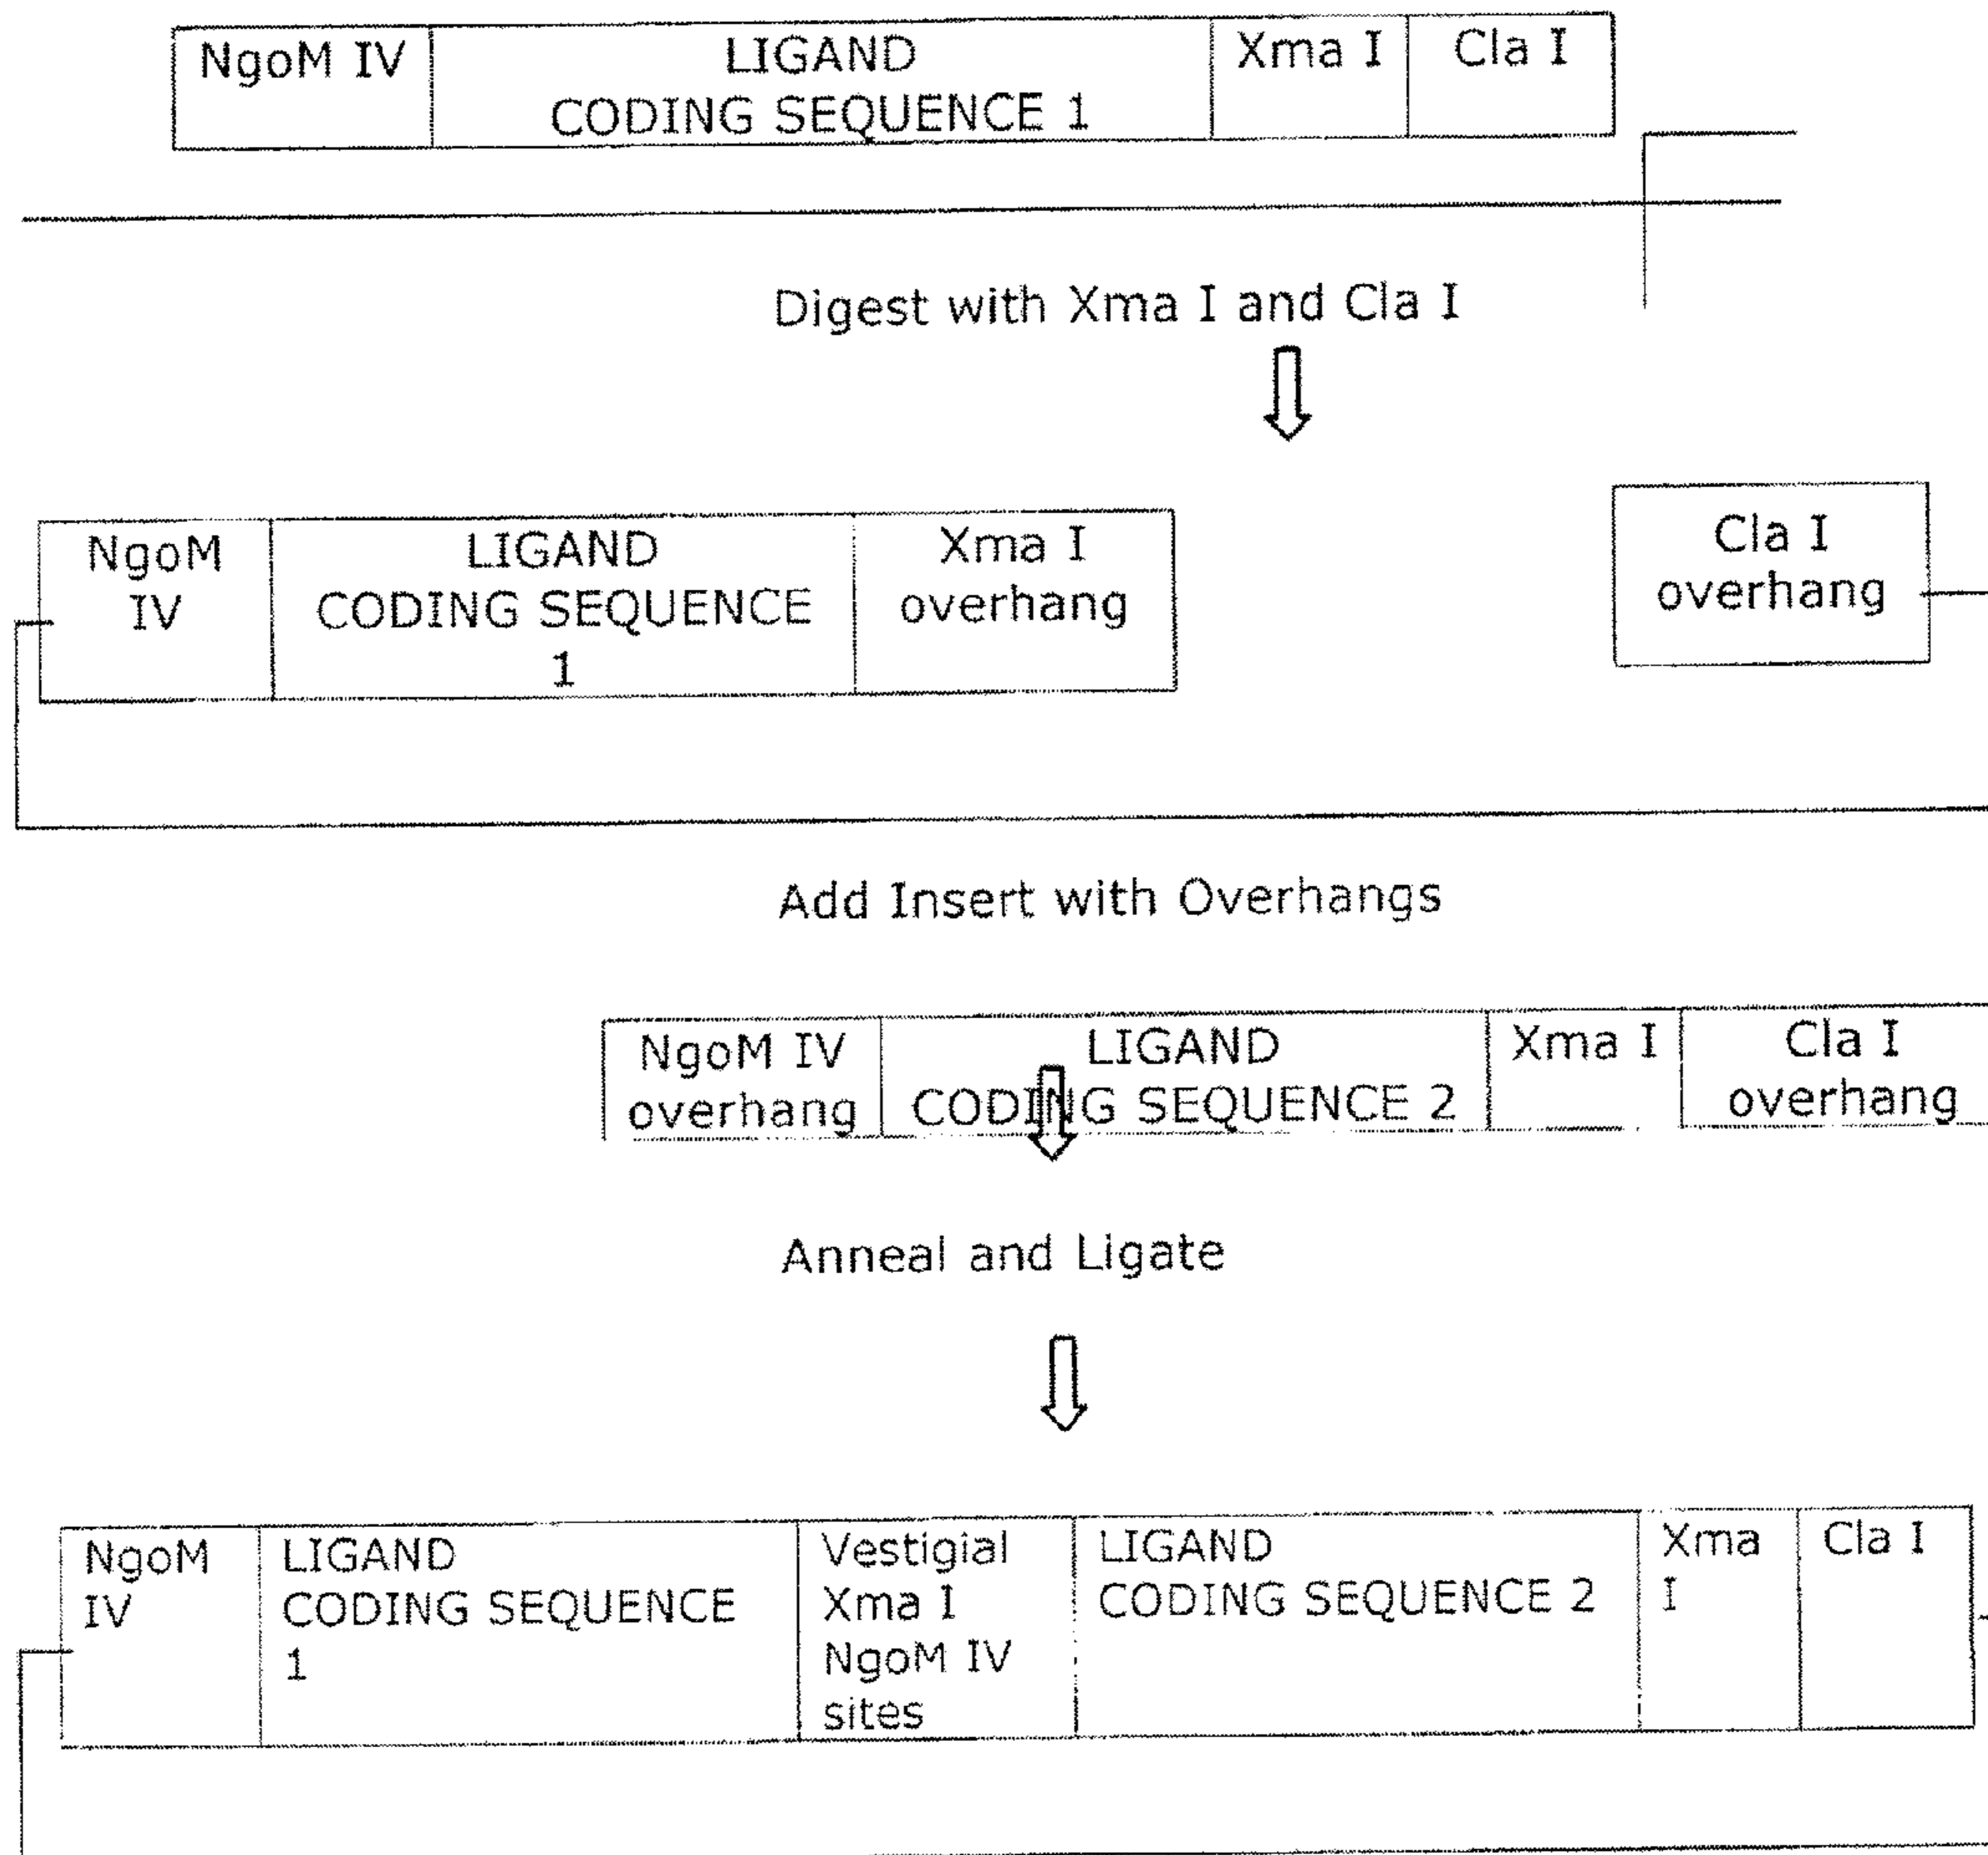 NgoM IV
LIGAND
CODING SEQUENCE 1
Xma I
Cla I
Digest with Xma I and Cla I
NgoM
IV
LIGAND
CODING SEQUENCE
1
Xma I
overhang
Cla I
overhang
Add Insert with Overhangs
NgoM IV
overhang
LIGAND
CODING SEQUENCE 2
Xma I
Cla I
overhang
Anneal and Ligate
NgoM
IV
LIGAND
CODING SEQUENCE
1
Vestigial
Xma I
NgoM IV
sites
LIGAND
CODING SEQUENCE 2
Xma
I
Cla I